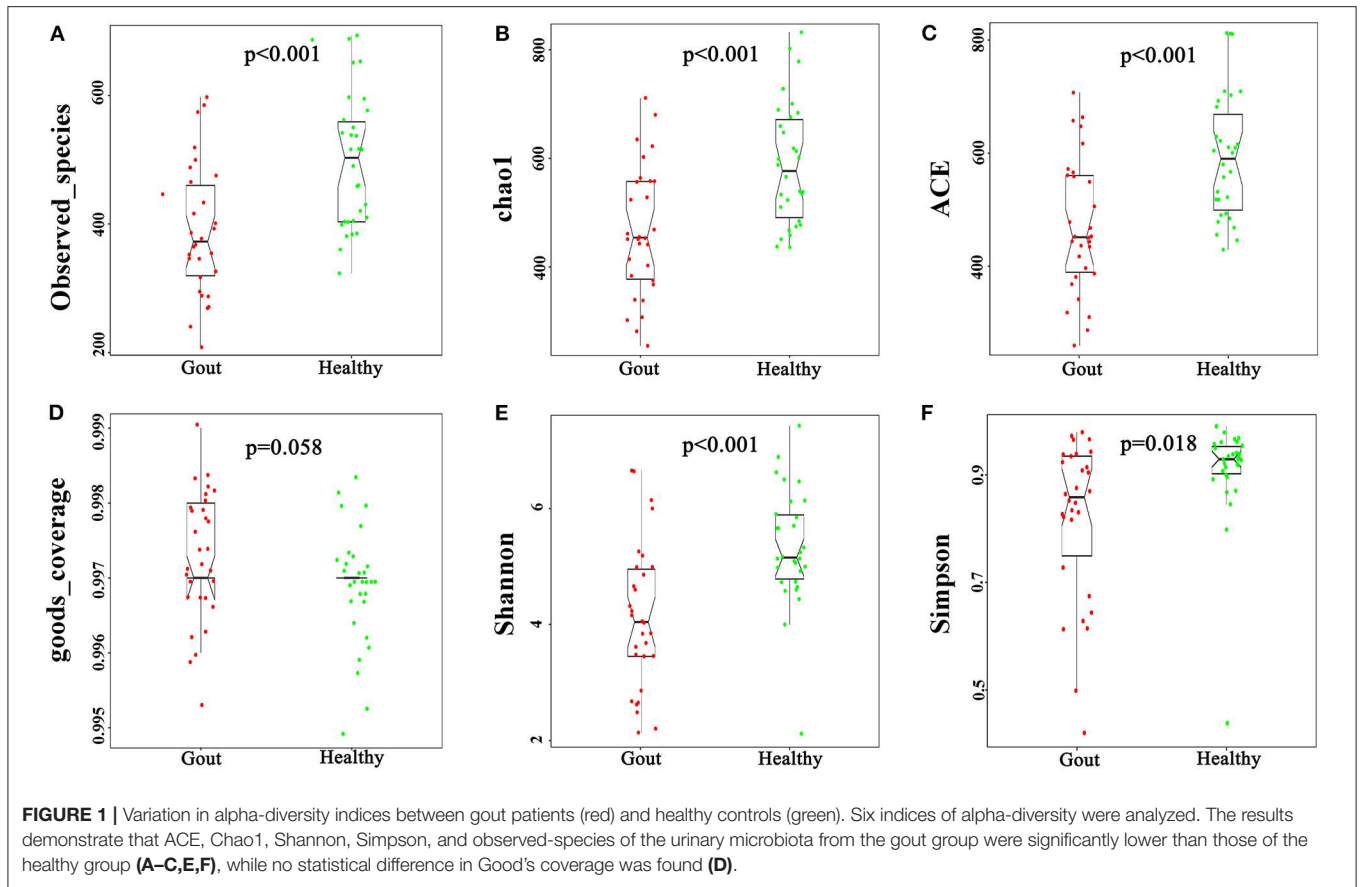 A
p<0.001
Observed_species
600
400
200
Gout Healthy
B
p<0.001
chao1
800
600
400
Gout Healthy
C
p<0.001
ACE
800
600
400
Gout Healthy
D
p=0.058
goods_coverage
0.999
0.998
0.997
0.996
0.995
Gout Healthy
E
p<0.001
Shannon
6
4
2
Gout Healthy
F
p=0.018
Simpson
0.9
0.7
0.5
Gout Healthy
FIGURE 1 | Variation in alpha-diversity indices between gout patients (red) and healthy controls (green). Six indices of alpha-diversity were analyzed. The results
demonstrate that ACE, Chao1, Shannon, Simpson, and observed-species of the urinary microbiota from the gout group were significantly lower than those of the
healthy group (A–C,E,F), while no statistical difference in Good's coverage was found (D).